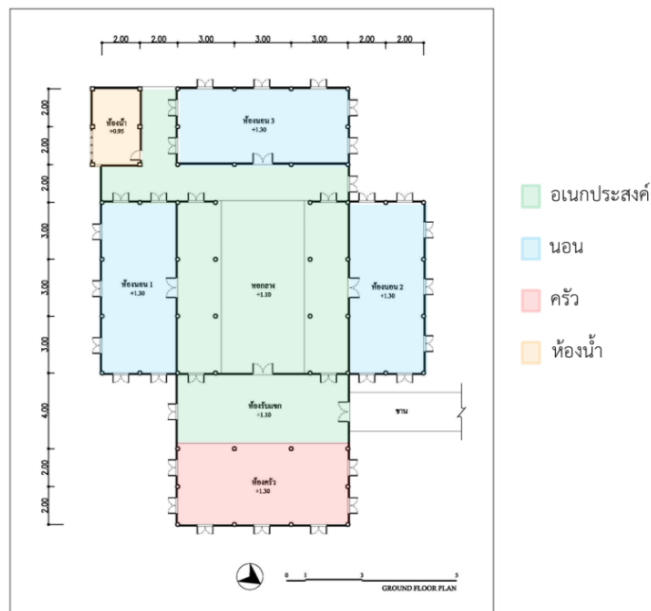 2.00 2.00 3.00 3.00 3.00 2.00 2.00
2.00
2.00
2.00
3.00
3.00
3.00
4.00
2.00
2.00
ห้องน้ำ
+0.95
ห้องนอน 3
+1.30
ห้องนอน 1
+1.30
หอกลาง
+1.10
ห้องนอน 2
+1.30
ห้องรับแขก
+1.10
ชาน
ห้องครัว
+1.30
0 1 3 5
GROUND FLOOR PLAN
อเนกประสงค์
นอน
ครัว
ห้องน้ำ